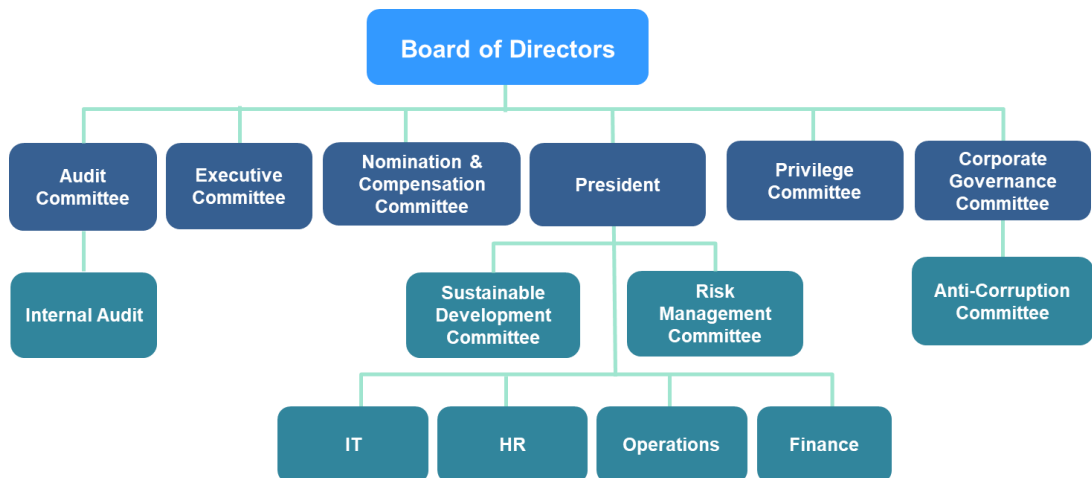 Board of Directors
Audit
Committee
Executive
Committee
Nomination &
Compensation
Committee
President
Privilege
Committee
Corporate
Governance
Committee
Internal Audit
Sustainable
Development
Committee
Risk
Management
Committee
Anti-Corruption
Committee
IT
HR
Operations
Finance